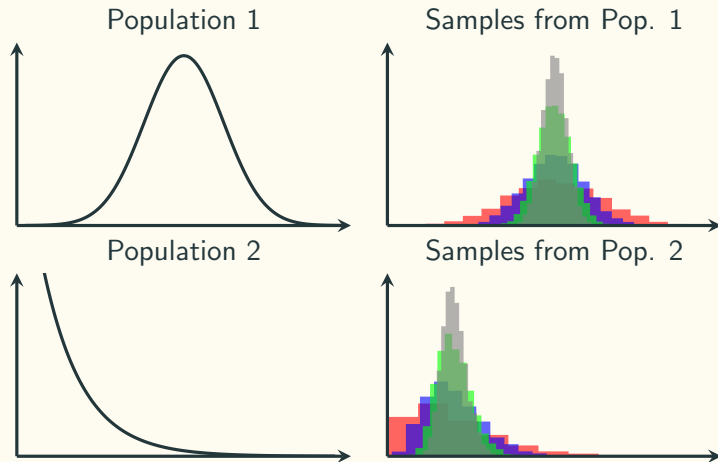 Population 1
Samples from Pop. 1
Population 2
Samples from Pop. 2